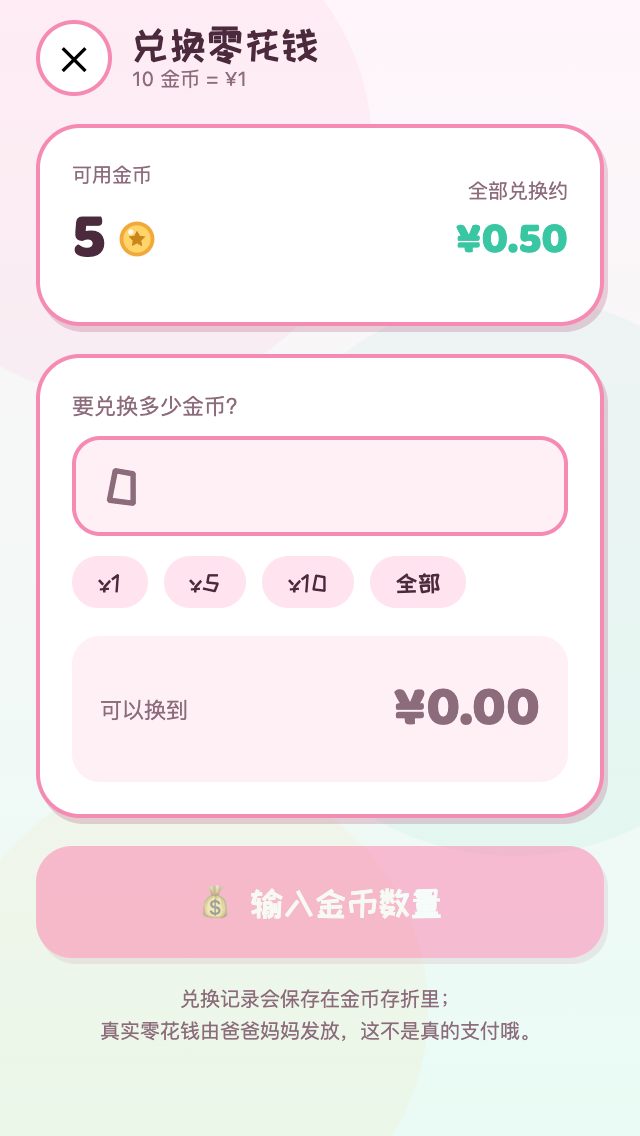 兑换零花钱
10 金币 = ¥1
可用金币
5
全部兑换约
¥0.50
要兑换多少金币?
0
¥1 ¥5 ¥10 全部
可以换到 ¥0.00
💰 输入金币数量
兑换记录会保存在金币存折里；
真实零花钱由爸爸妈妈发放，这不是真的支付哦。